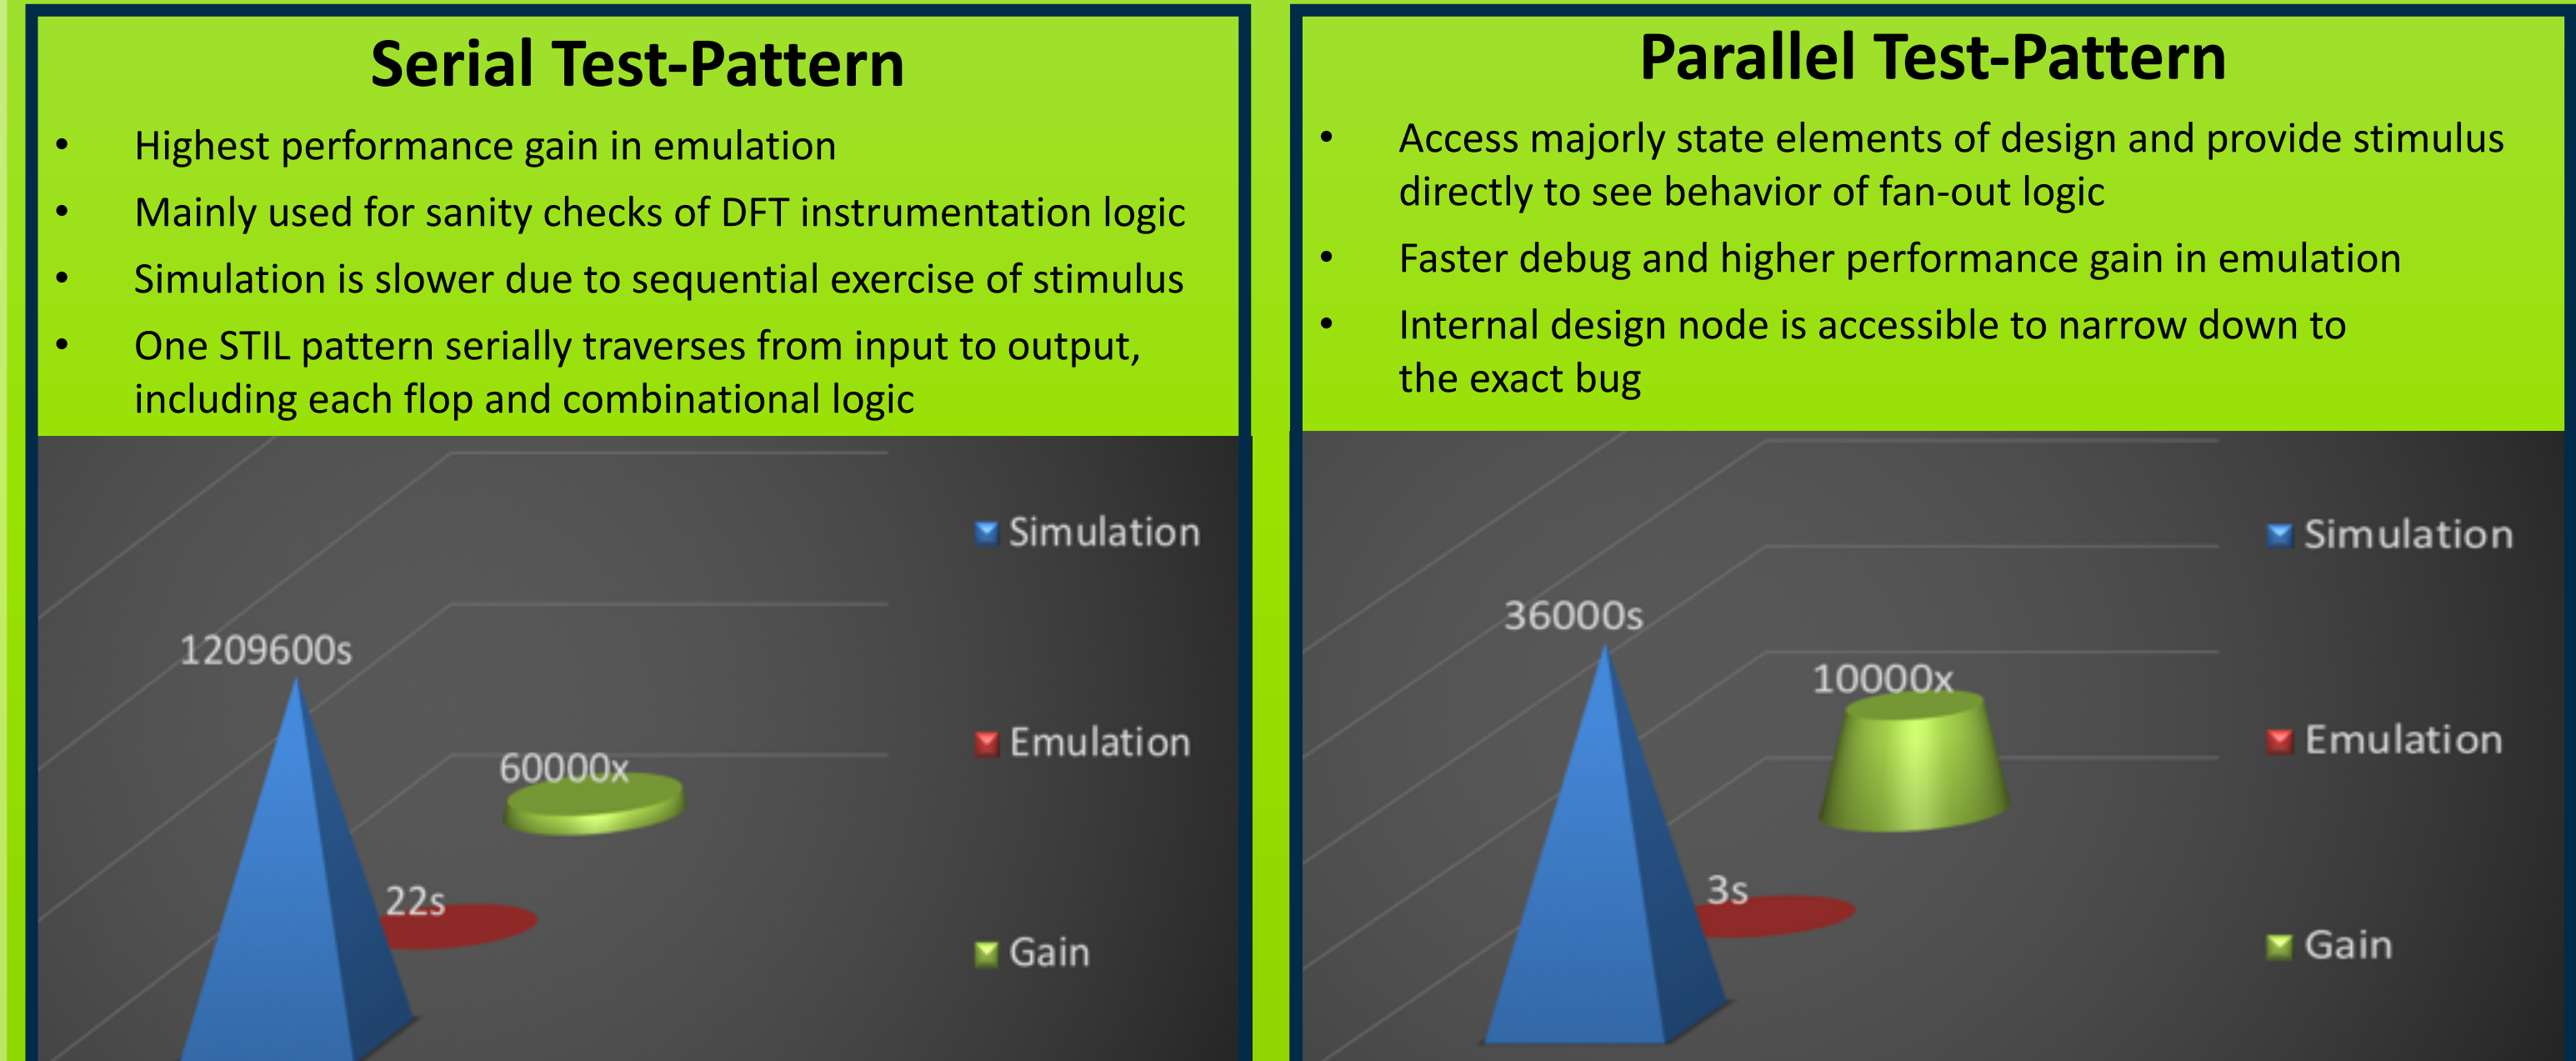 Serial Test-Pattern
• Highest performance gain in emulation
• Mainly used for sanity checks of DFT instrumentation logic
• Simulation is slower due to sequential exercise of stimulus
• One STIL pattern serially traverses from input to output,
including each flop and combinational logic
1209600s
60000x
22s
Simulation
Emulation
Gain
Parallel Test-Pattern
• Access majorly state elements of design and provide stimulus
directly to see behavior of fan-out logic
• Faster debug and higher performance gain in emulation
• Internal design node is accessible to narrow down to
the exact bug
36000s
10000x
3s
Simulation
Emulation
Gain